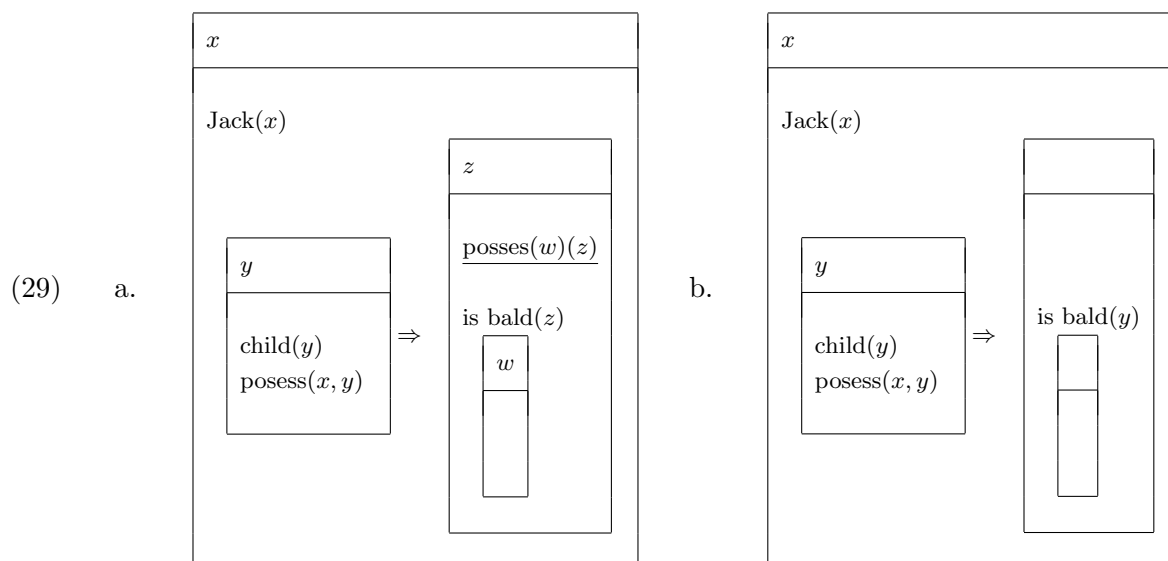 x
x
Jack(x)
Jack(x)
z
posses(w)(z)
y
y
(29) a.
b.
is bald(z)
is bald(y)
child(y)
⇒
child(y)
⇒
w
posess(x, y)
posess(x, y)